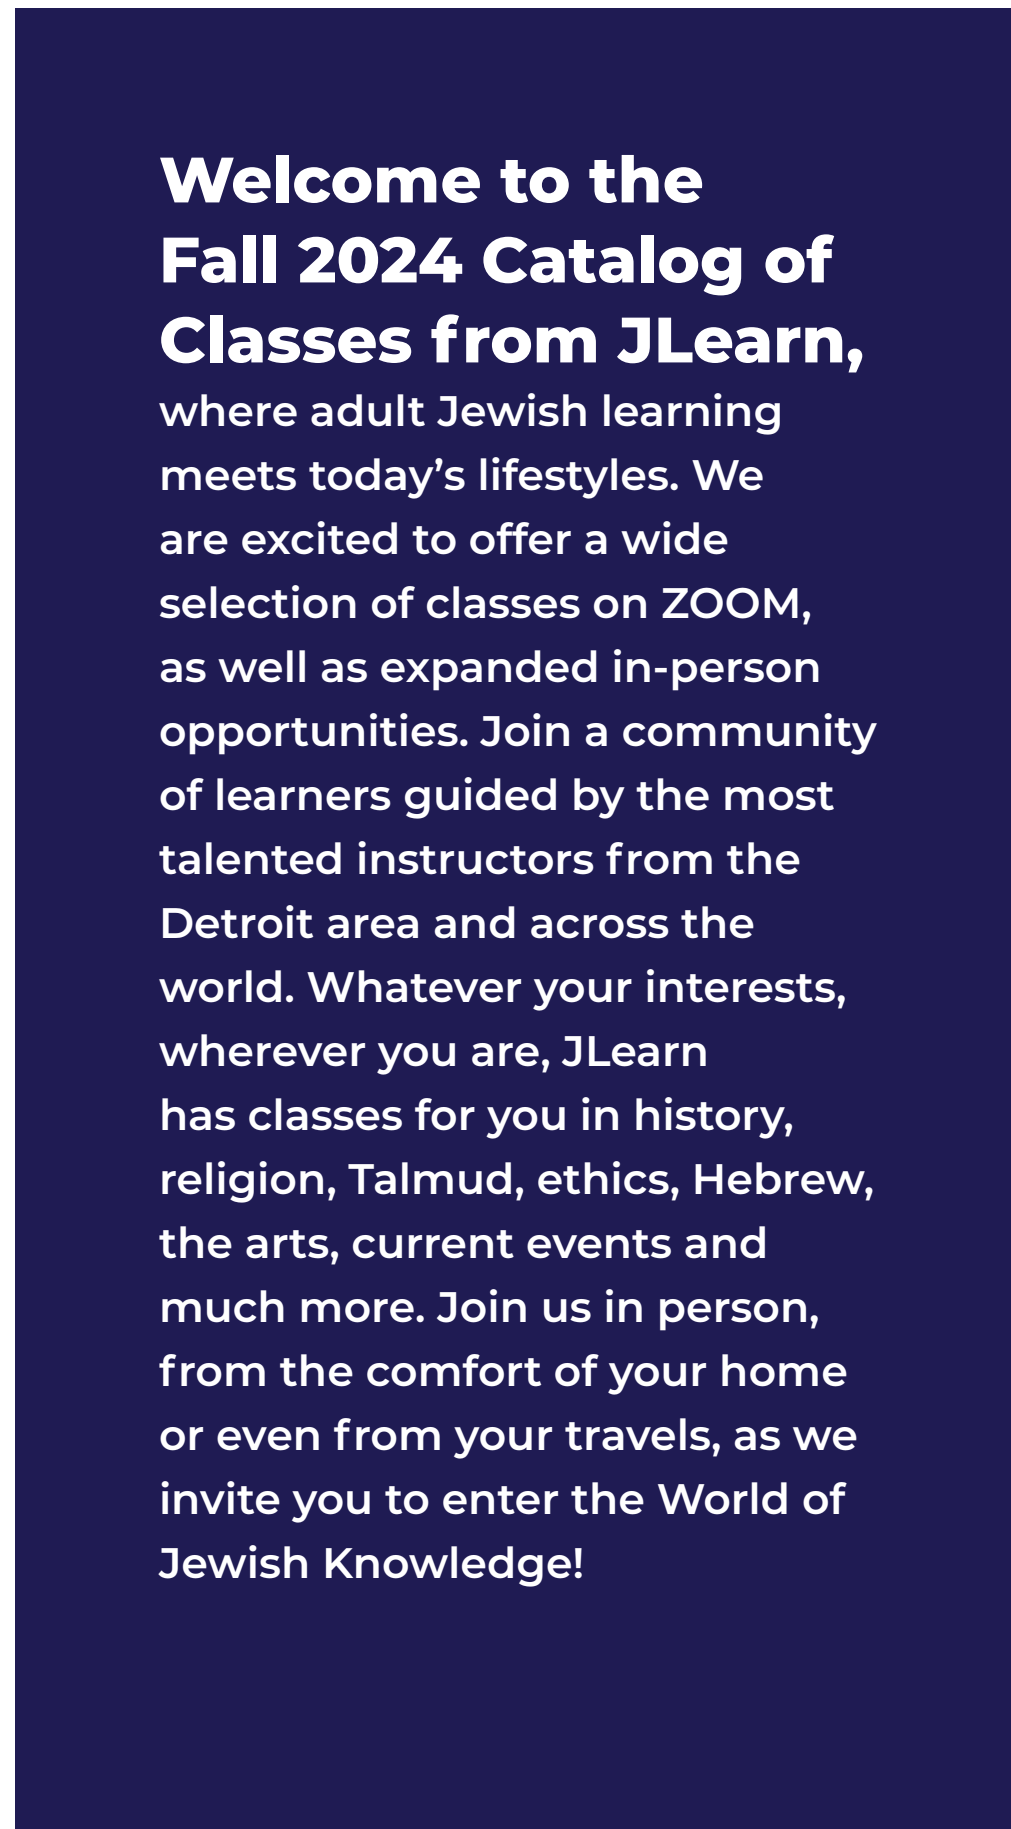 Welcome to the
Fall 2024 Catalog of
Classes from JLearn,
where adult Jewish learning
meets today’s lifestyles. We
are excited to offer a wide
selection of classes on ZOOM,
as well as expanded in-person
opportunities. Join a community
of learners guided by the most
talented instructors from the
Detroit area and across the
world. Whatever your interests,
wherever you are, JLearn
has classes for you in history,
religion, Talmud, ethics, Hebrew,
the arts, current events and
much more. Join us in person,
from the comfort of your home
or even from your travels, as we
invite you to enter the World of
Jewish Knowledge!